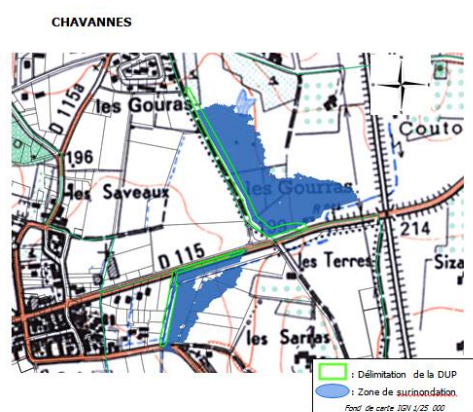 CHAVANNES
les Gouras
D 115a
Couto
196
les Gourras
les Saveaux
214
D 115
les Terres
Siza
les Sarras
: Délimitation de la DUP
: Zone de surinondation
Fond de carte IGN 1/25 000